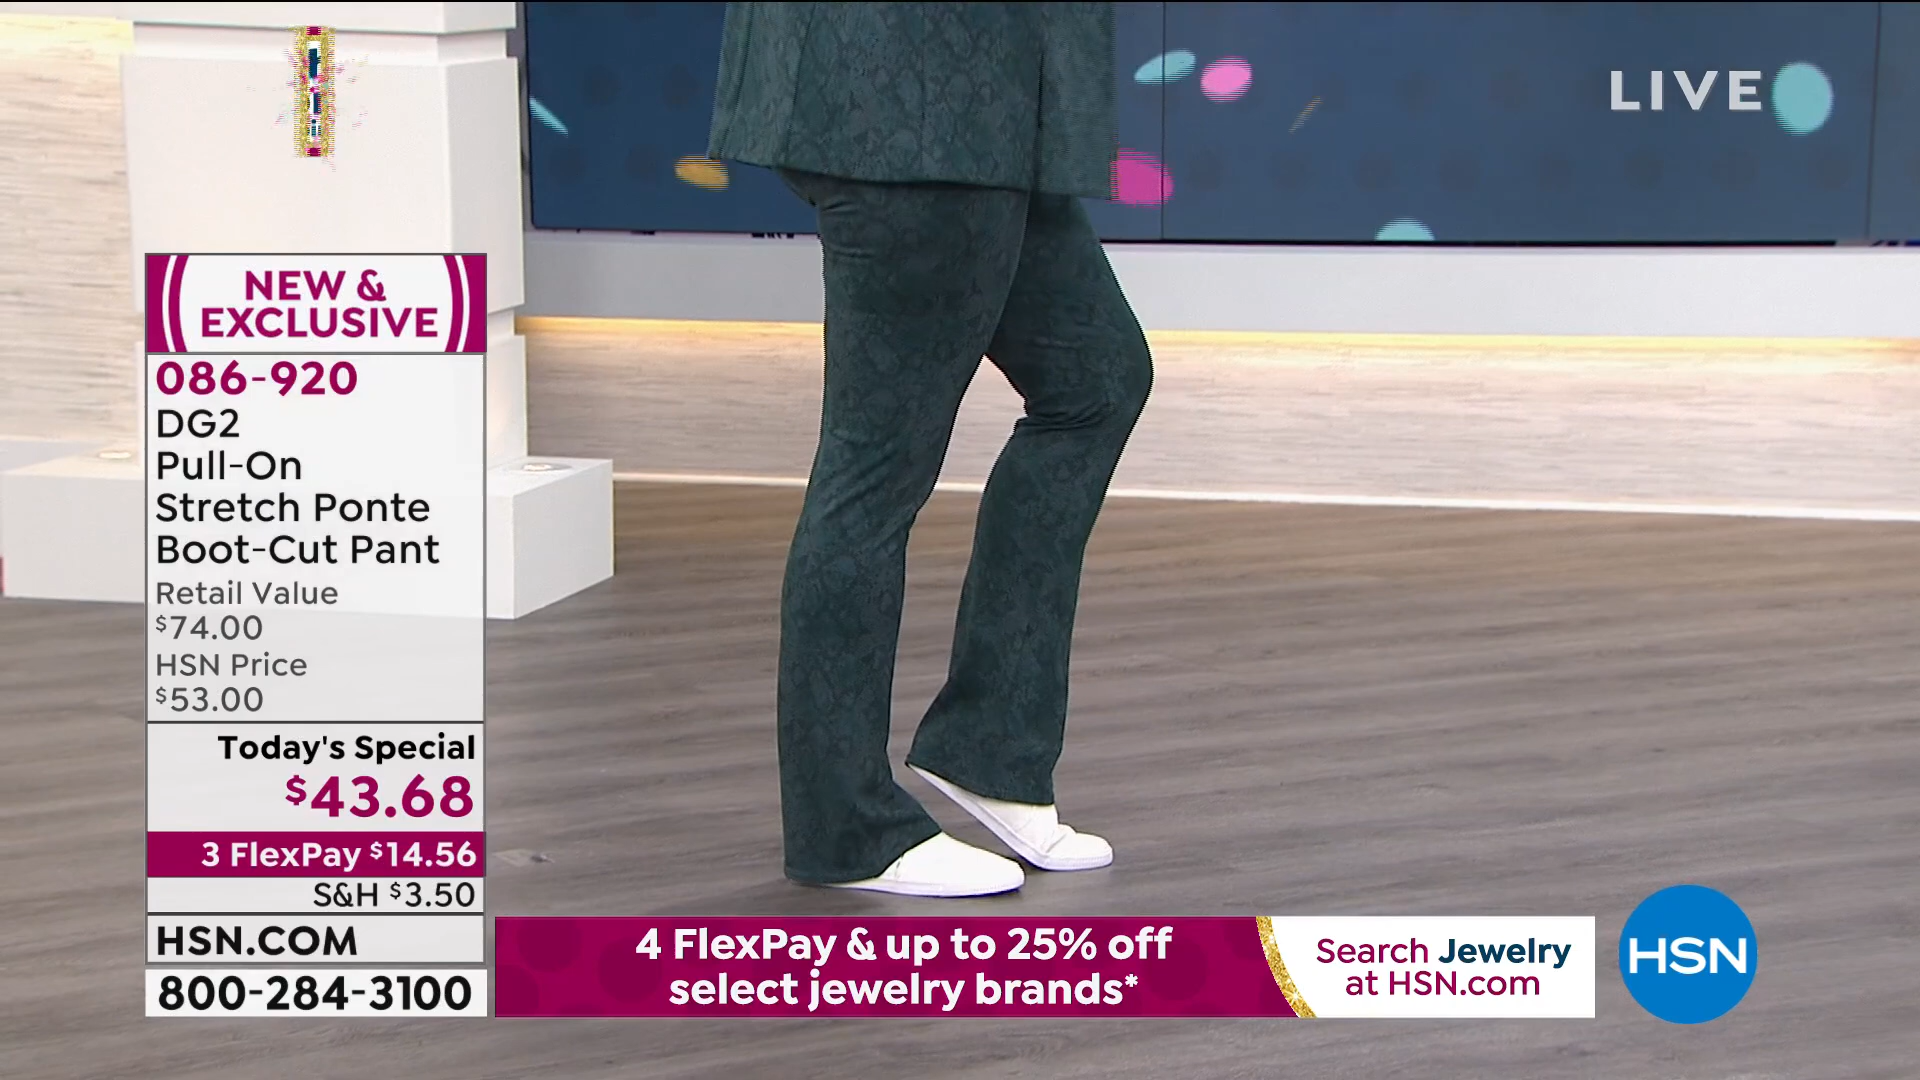 LIVE
NEW &
EXCLUSIVE
086-920
DG2
Pull-On
Stretch Ponte
Boot-Cut Pant
Retail Value
$74.00
HSN Price
$53.00
Today's Special
$43.68
3 FlexPay $14.56
S&H $3.50
HSN.COM
800-284-3100
4 FlexPay & up to 25% off
select jewelry brands*
Search Jewelry
at HSN.com
HSN